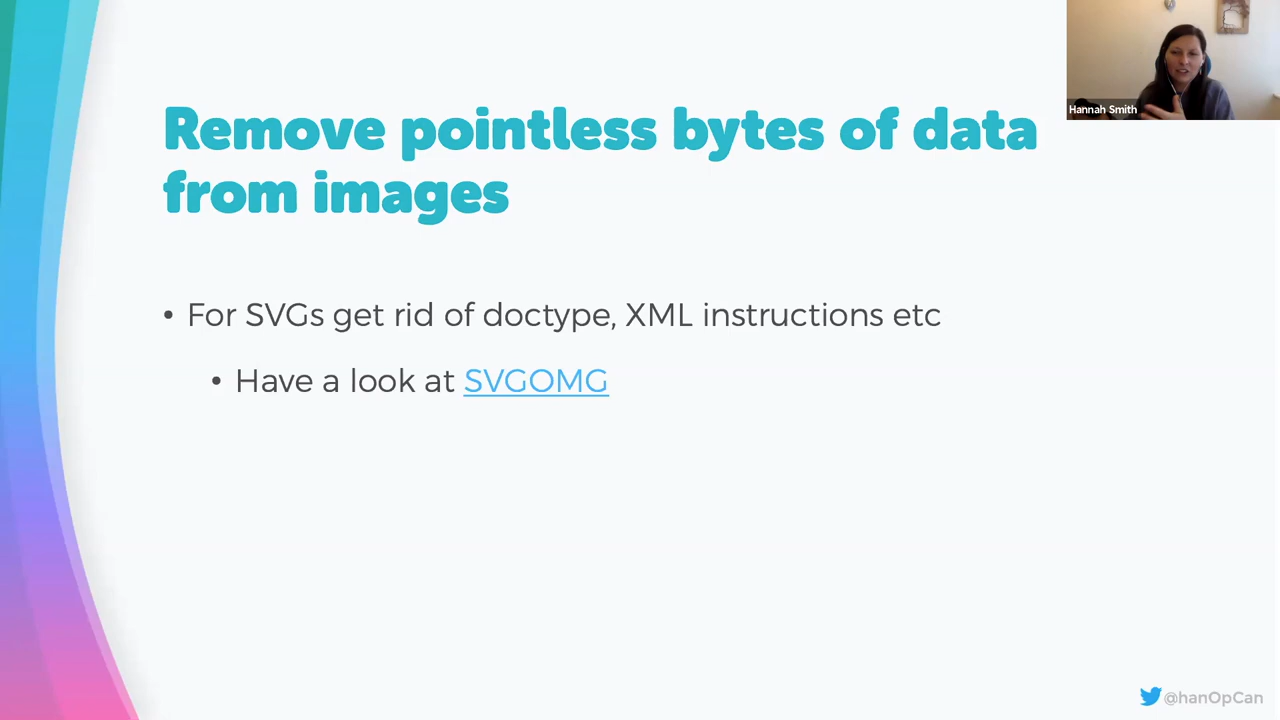 Hannah Smith
Remove pointless bytes of data
from images
• For SVGs get rid of doctype, XML instructions etc
• Have a look at SVGOMG
@hanOpCan